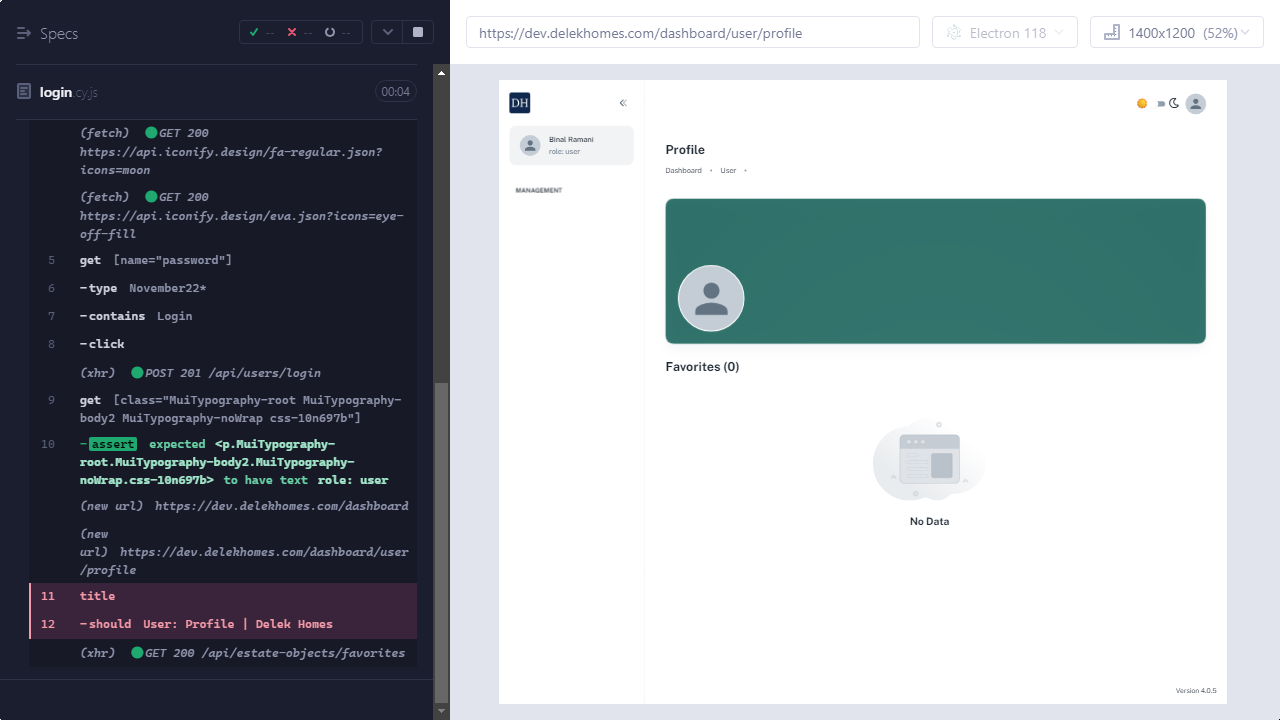 Specs
--
--
--
login.cy.js
00:04
(fetch) GET 200
https://api.iconify.design/fa-regular.json?
icons=moon
(fetch) GET 200
https://api.iconify.design/eva.json?icons=eye-
off-fill
5 get [name="password"]
6 -type November22*
7 -contains Login
8 -click
(xhr) POST 201 /api/users/login
9 get [class="MuiTypography-root MuiTypography-
body2 MuiTypography-noWrap css-10n697b"]
10 -assert expected <p.MuiTypography-
root.MuiTypography-body2.MuiTypography-
noWrap.css-10n697b> to have text role: user
(new url) https://dev.delekhomes.com/dashboard
(new
url) https://dev.delekhomes.com/dashboard/user
/profile
11 title
12 -should User: Profile | Delek Homes
(xhr) GET 200 /api/estate-objects/favorites
https://dev.delekhomes.com/dashboard/user/profile
Electron 118
1400x1200 (52%)
DH
Binal Ramani
role: user
MANAGEMENT
Profile
Dashboard • User •
Favorites (0)
No Data
Version 4.0.5